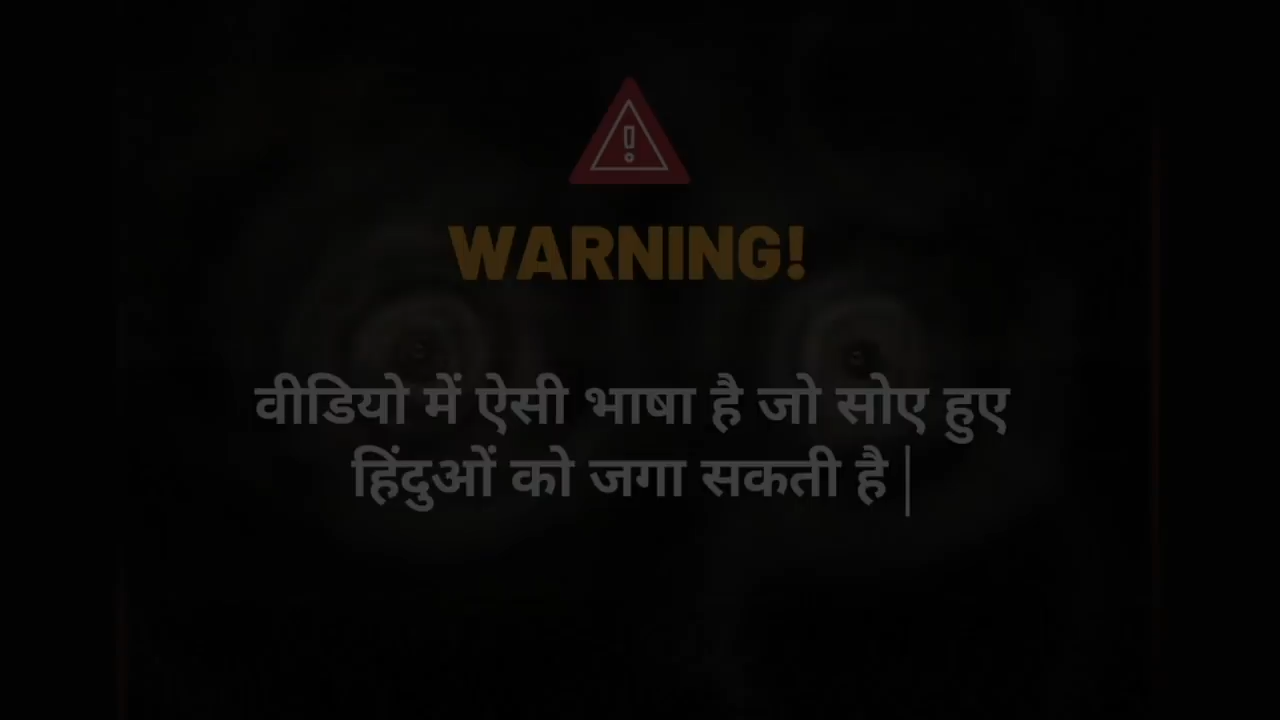 WARNING!
वीडियो में ऐसी भाषा है जो सोए हुए
हिंदुओं को जगा सकती है |